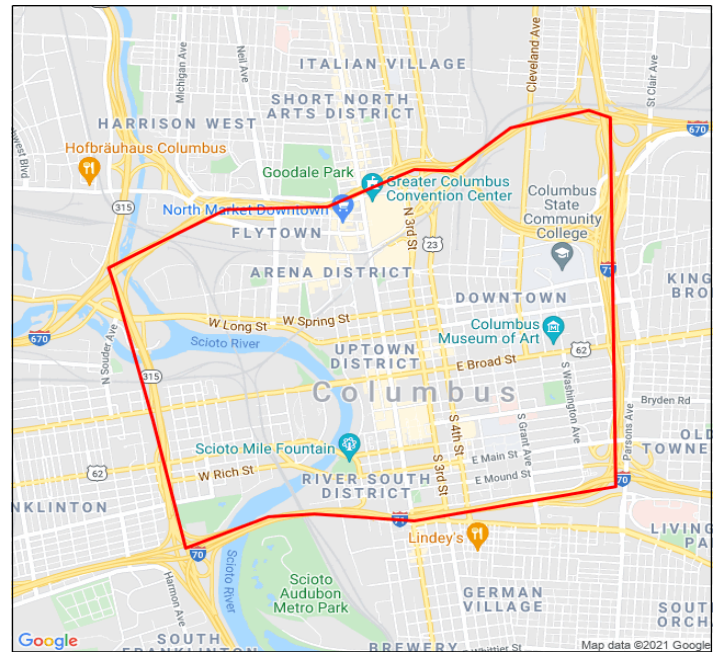 ITALIAN VILLAGE
Michigan Ave
Neil Ave
Cleveland Ave
St Clair Ave
SHORT NORTH
ARTS DISTRICT
HARRISON WEST
670
Hofbräuhaus Columbus
Goodale Park
Greater Columbus
Convention Center
Columbus
State
Community
College
315
North Market Downtown
FLYTOWN
N 3rd St
23
ARENA DISTRICT
71
KING
BRO
DOWNTOWN
W Long St
W Spring St
Scioto River
Columbus
Museum of Art
670
N Souder Ave
UPTOWN
DISTRICT
E Broad St
62
315
Columbus
S Washington Ave
Bryden Rd
S Grant Ave
S 4th St
Parsons Ave
OLD
TOWNE
Scioto Mile Fountain
E Main St
S 3rd St
62
W Rich St
E Mound St
RIVER SOUTH
DISTRICT
70
NKLINTON
Lindey's
LIVING
PA
70
Harmon Ave
Scioto River
Scioto
Audubon
Metro Park
GERMAN
VILLAGE
SOUT
ORCHA
SOUTH
FRANKLINTON
BREWERY
Whittier St
Google
Map data ©2021 Google